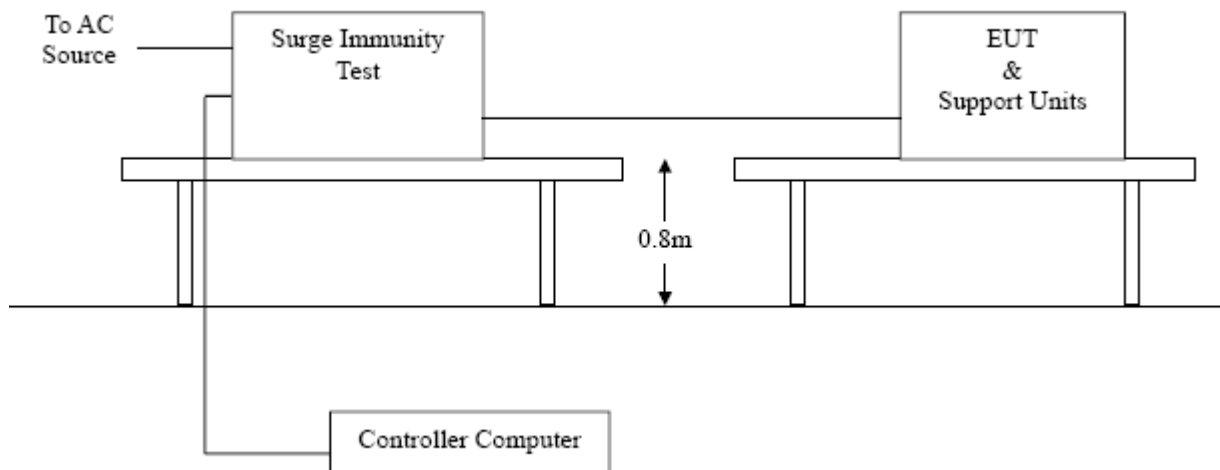 To AC
Source
Surge Immunity
Test
EUT
&
Support Units
0.8m
Controller Computer